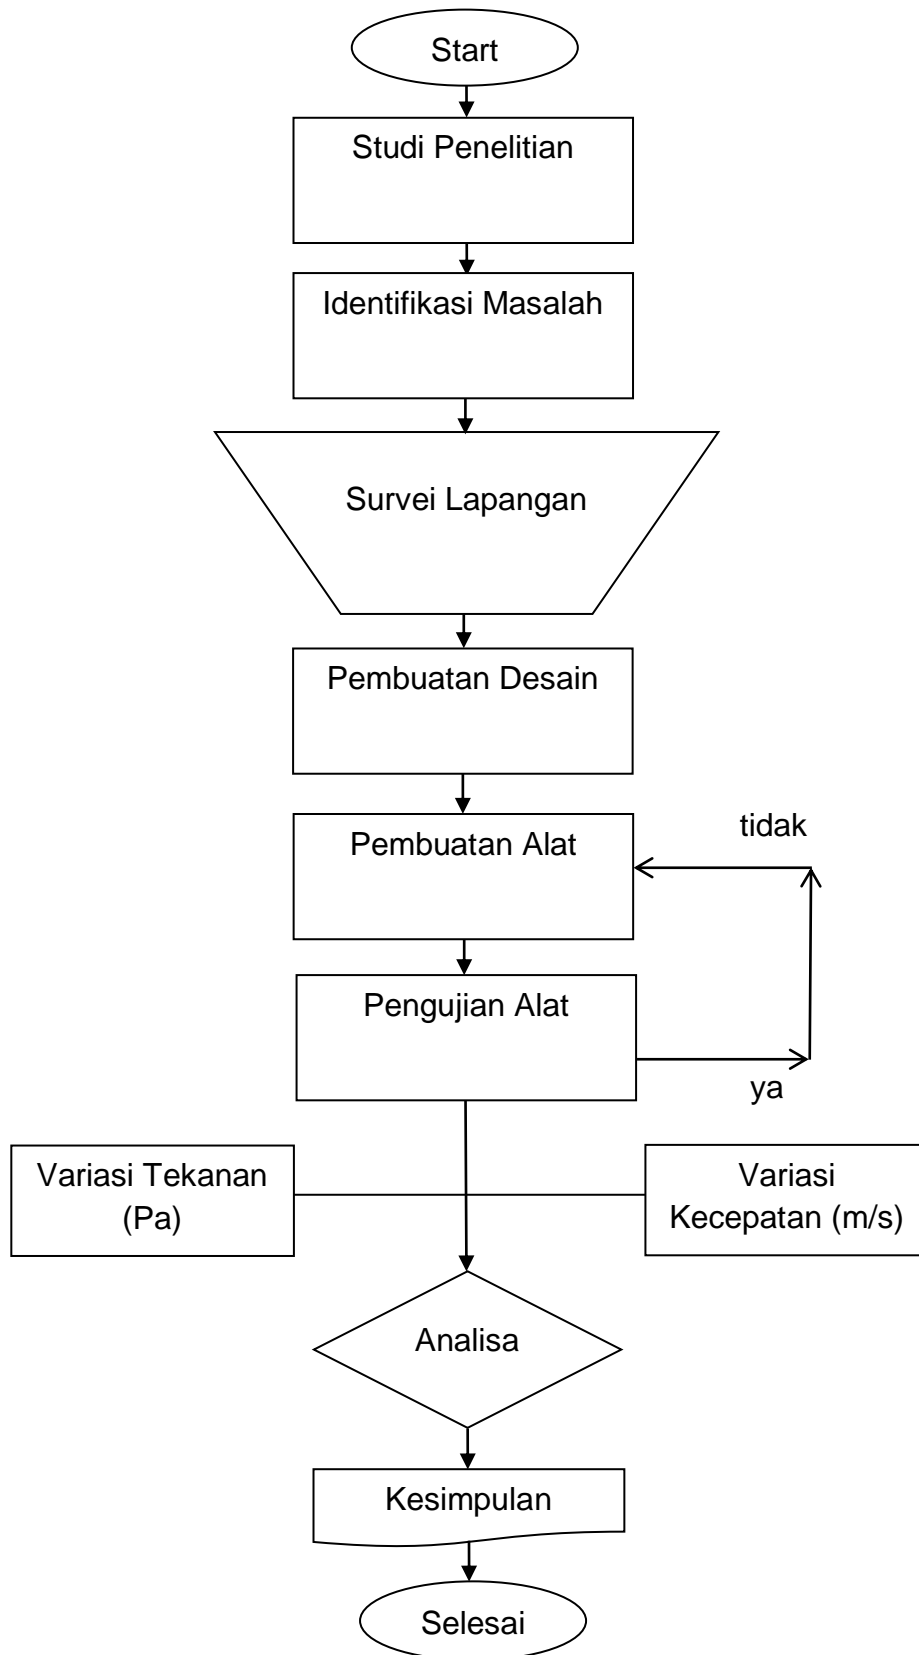 Start
Studi Penelitian
Identifikasi Masalah
Survei Lapangan
Pembuatan Desain
Pembuatan Alat
tidak
Pengujian Alat
ya
Variasi Tekanan
(Pa)
Variasi
Kecepatan (m/s)
Analisa
Kesimpulan
Selesai